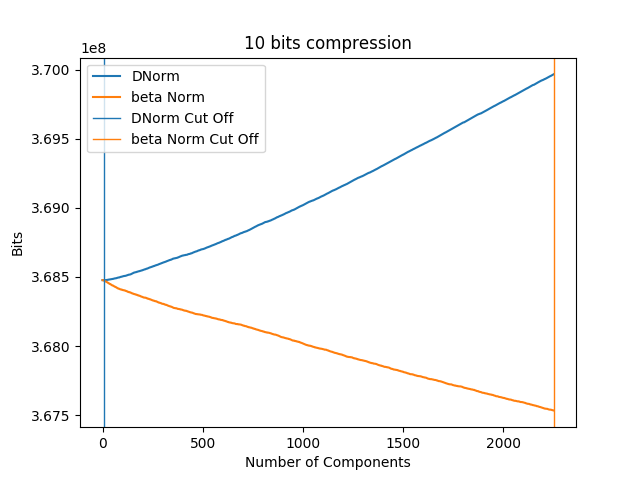 10 bits compression
1e8
DNorm
beta Norm
DNorm Cut Off
beta Norm Cut Off
3.700
3.695
3.690
3.685
3.680
3.675
Bits
0 500 1000 1500 2000
Number of Components